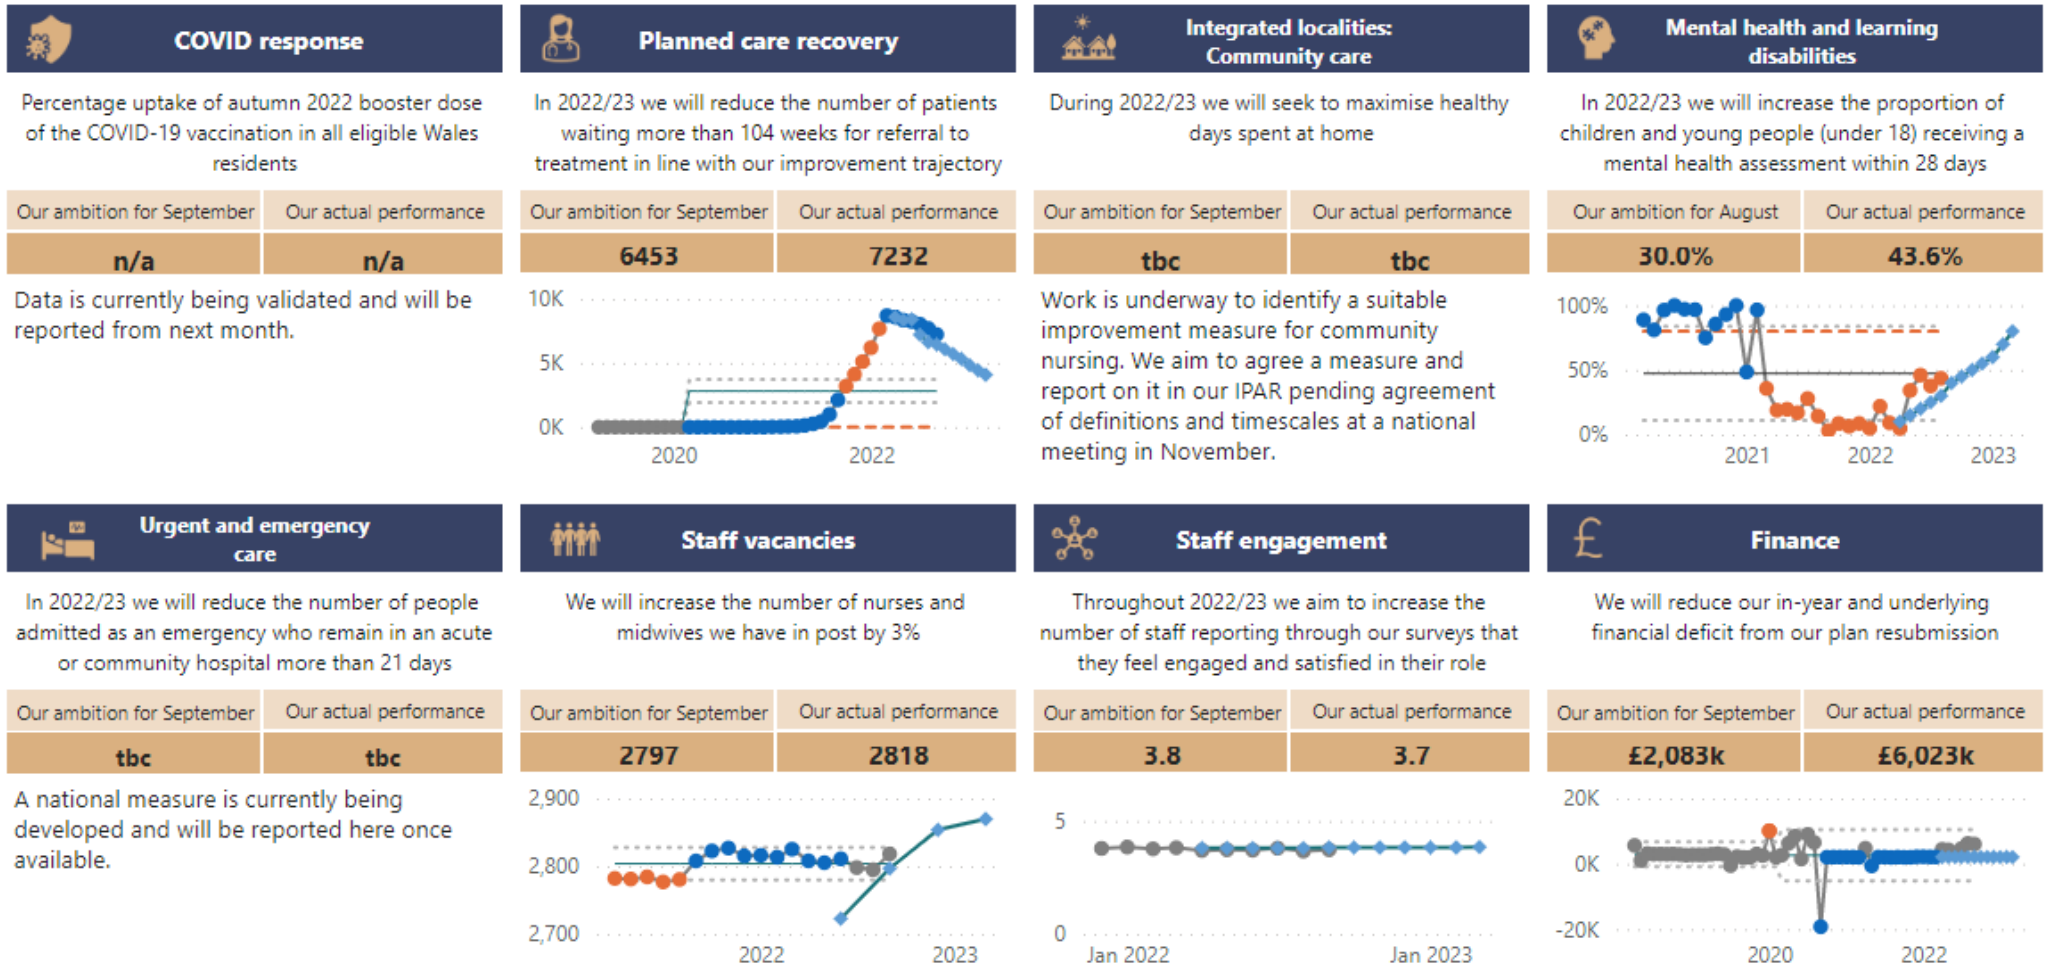 COVID response
Percentage uptake of autumn 2022 booster dose
of the COVID-19 vaccination in all eligible Wales
residents
Our ambition for September
Our actual performance
n/a
n/a
Data is currently being validated and will be
reported from next month.
Planned care recovery
In 2022/23 we will reduce the number of patients
waiting more than 104 weeks for referral to
treatment in line with our improvement trajectory
Our ambition for September
Our actual performance
6453
7232
10K
5K
0K
2020
2022
Integrated localities:
Community care
During 2022/23 we will seek to maximise healthy
days spent at home
Our ambition for September
Our actual performance
tbc
tbc
Work is underway to identify a suitable
improvement measure for community
nursing. We aim to agree a measure and
report on it in our IPAR pending agreement
of definitions and timescales at a national
meeting in November.
Mental health and learning
disabilities
In 2022/23 we will increase the proportion of
children and young people (under 18) receiving a
mental health assessment within 28 days
Our ambition for August
Our actual performance
30.0%
43.6%
100%
50%
0%
2021
2022
2023
Urgent and emergency
care
In 2022/23 we will reduce the number of people
admitted as an emergency who remain in an acute
or community hospital more than 21 days
Our ambition for September
Our actual performance
tbc
tbc
A national measure is currently being
developed and will be reported here once
available.
Staff vacancies
We will increase the number of nurses and
midwives we have in post by 3%
Our ambition for September
Our actual performance
2797
2818
2,900
2,800
2,700
2022
2023
Staff engagement
Throughout 2022/23 we aim to increase the
number of staff reporting through our surveys that
they feel engaged and satisfied in their role
Our ambition for September
Our actual performance
3.8
3.7
5
0
Jan 2022
Jan 2023
£
Finance
We will reduce our in-year and underlying
financial deficit from our plan resubmission
Our ambition for September
Our actual performance
£2,083k
£6,023k
20K
0K
-20K
2020
2022